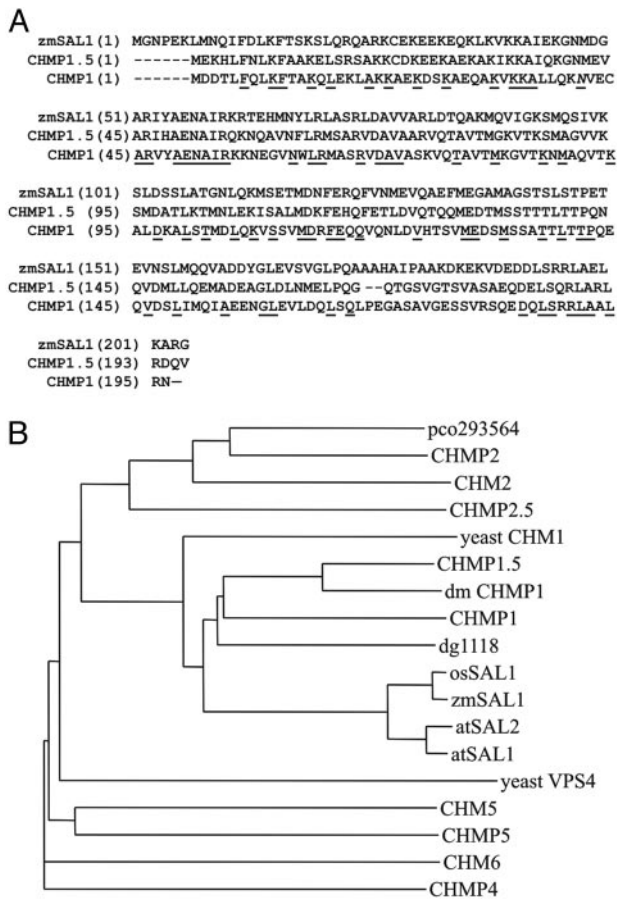 A
zmSAL1(1) MGNPEKLMNQIFDLKFTSKSLQRQARKCEKEEKEQKLKVKKAIEKGNMDG
CHMP1.5(1) ------MEKHLFNLKFAAKELSRSAKKCDKEEKAEKAKIKKAIQKGNMEV
CHMP1(1) ------MDDTLFQLKFTAKQLEKLAKKAEKDSKAEQAKVKKALLQKNVEC
zmSAL1(51) ARIYAENAIRKRTEHMNYLRLASRLDAVVARLDTQAKMQVIGKSMQSIVK
CHMP1.5(45) ARIHAENAIRQKNQAVNFLRMSARVDAVAARVQTAVTMGKVTKSMAGVVK
CHMP1(45) ARVYAENAIRKKNEGVNWLRMASRVDAVASKVQTAVTMKGVTKNMAQVTK
zmSAL1(101) SLDSSLATGNLQKMSETMDNFERQFVNMEVQAEFMEGAMAGSTSLSTPET
CHMP1.5 (95) SMDATLKTMNLEKISALMDKFEHQFETLDVQTQQMEDTMSSTTTLTTPQN
CHMP1 (95) ALDKALSTMDLQKVSSVMDRFEQQVQNLDVHTSVMEDSMSSATTLTTPQE
zmSAL1(151) EVNSLMQQVADDYGLEVSVGLPQAAAHAIPAAKDKEKVDEDDLSRRLAEL
CHMP1.5(145) QVDMLLQEMADEAGLDLNMELPQG--QTGSVGTSVASAEQDELSQRLARL
CHMP1(145) QVDSLIMQIAEENGLEVLDQLSQLPEGASAVGESSVRSQEDQLSRRLAAL
zmSAL1(201) KARG
CHMP1.5(193) RDQV
CHMP1(195) RN—
B
pco293564
CHMP2
CHM2
CHMP2.5
yeast CHM1
CHMP1.5
dm CHMP1
CHMP1
dg1118
osSAL1
zmSAL1
atSAL2
atSAL1
yeast VPS4
CHM5
CHMP5
CHM6
CHMP4